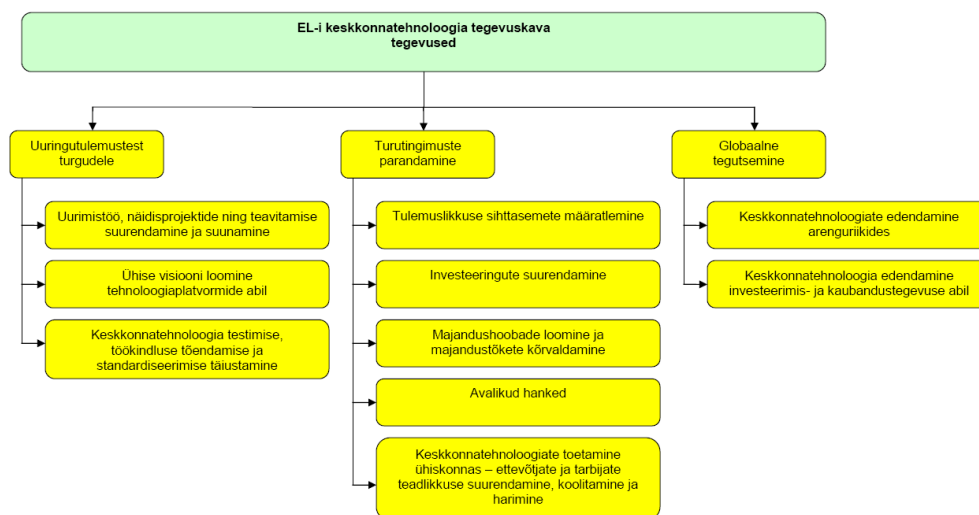 EL-i keskkonnatehnoloogia tegevuskava
tegevused
Uuringutulemustest
turgudele
Uurimistöö, näidisprojektide ning teavitamise
suurendamine ja suunamine
Ühise visiooni loomine
tehnoloogiaplatvormide abil
Keskkonnatehnoloogia testimise,
töökindluse tõendamise ja
standardiseerimise täiustamine
Turutingimuste
parandamine
Tulemuslikkuse sihttasemete määratlemine
Investeeringute suurendamine
Majandushoobade loomine ja
majandustõkete kõrvaldamine
Avalikud hanked
Keskkonnatehnoloogiate toetamine
ühiskonnas – ettevõtjate ja tarbijate
teadlikkuse suurendamine, koolitamine ja
harimine
Globaalne
tegutsemine
Keskkonnatehnoloogiate edendamine
arenguriikides
Keskkonnatehnoloogia edendamine
investeerimis- ja kaubandustegevuse abil